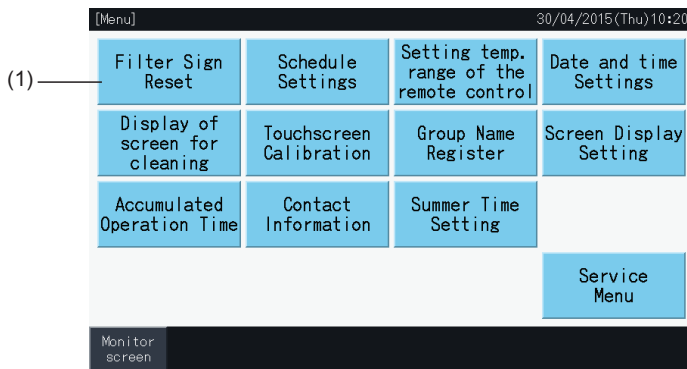 [Menu] 30/04/2015(Thu)10:20
(1)
Filter Sign
Reset
Schedule
Settings
Setting temp.
range of the
remote control
Date and time
Settings
Display of
screen for
cleaning
Touchscreen
Calibration
Group Name
Register
Screen Display
Setting
Accumulated
Operation Time
Contact
Information
Summer Time
Setting
Service
Menu
Monitor
screen